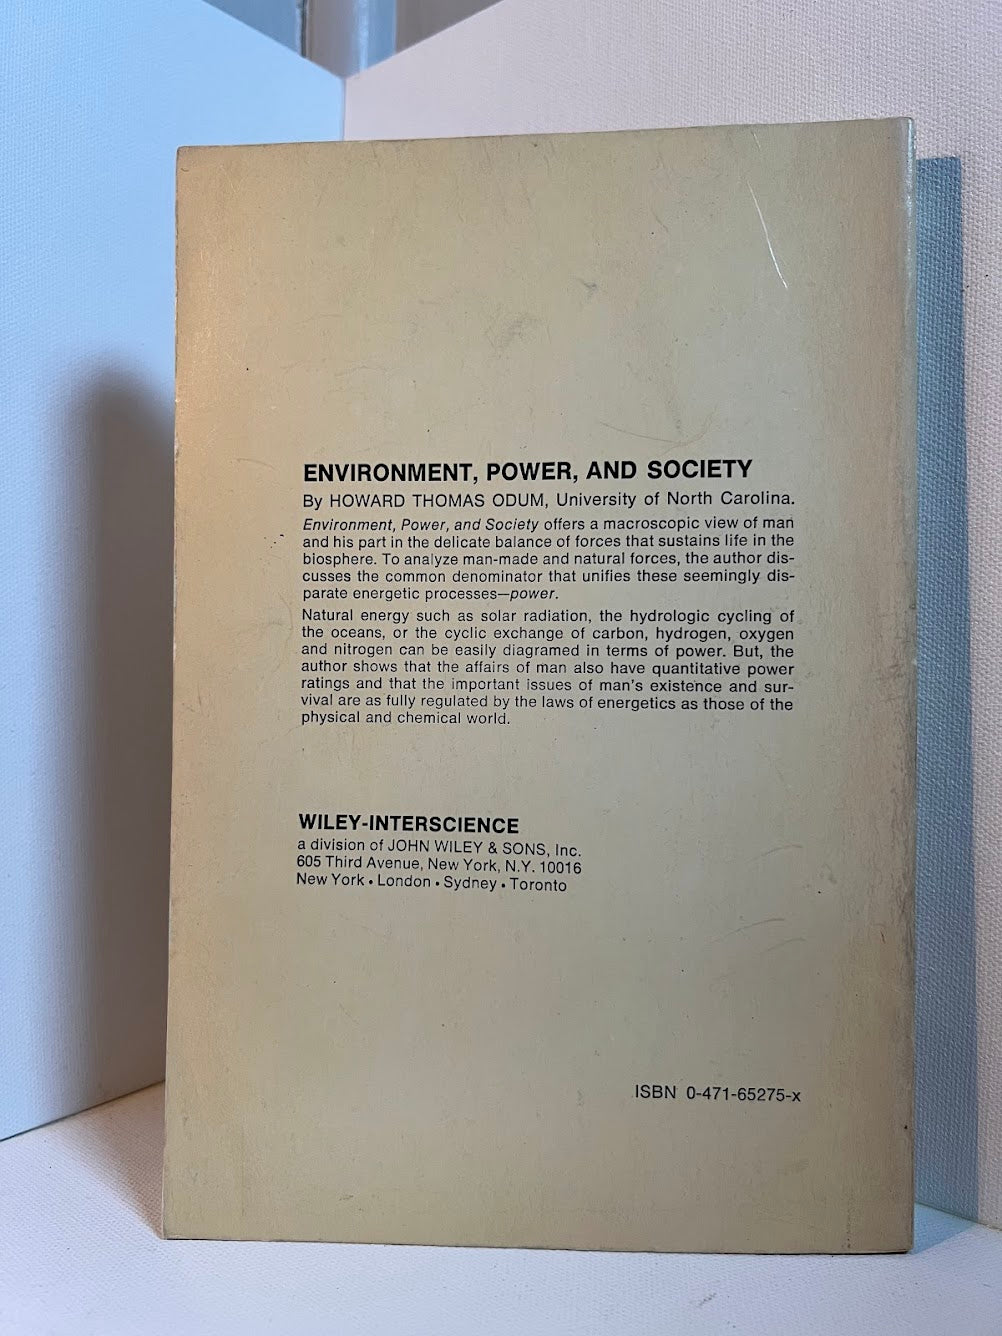 ENVIRONMENT, POWER, AND SOCIETY
By HOWARD THOMAS ODUM, University of North Carolina.
Environment, Power, and Society offers a macroscopic view of man
and his part in the delicate balance of forces that sustains life in the
biosphere. To analyze man-made and natural forces, the author dis-
cusses the common denominator that unifies these seemingly dis-
parate energetic processes—power.
Natural energy such as solar radiation, the hydrologic cycling of
the oceans, or the cyclic exchange of carbon, hydrogen, oxygen
and nitrogen can be easily diagramed in terms of power. But, the
author shows that the affairs of man also have quantitative power
ratings and that the important issues of man's existence and sur-
vival are as fully regulated by the laws of energetics as those of the
physical and chemical world.
WILEY-INTERSCIENCE
a division of JOHN WILEY & SONS, Inc.
605 Third Avenue, New York, N.Y. 10016
New York • London • Sydney • Toronto
ISBN 0-471-65275-x